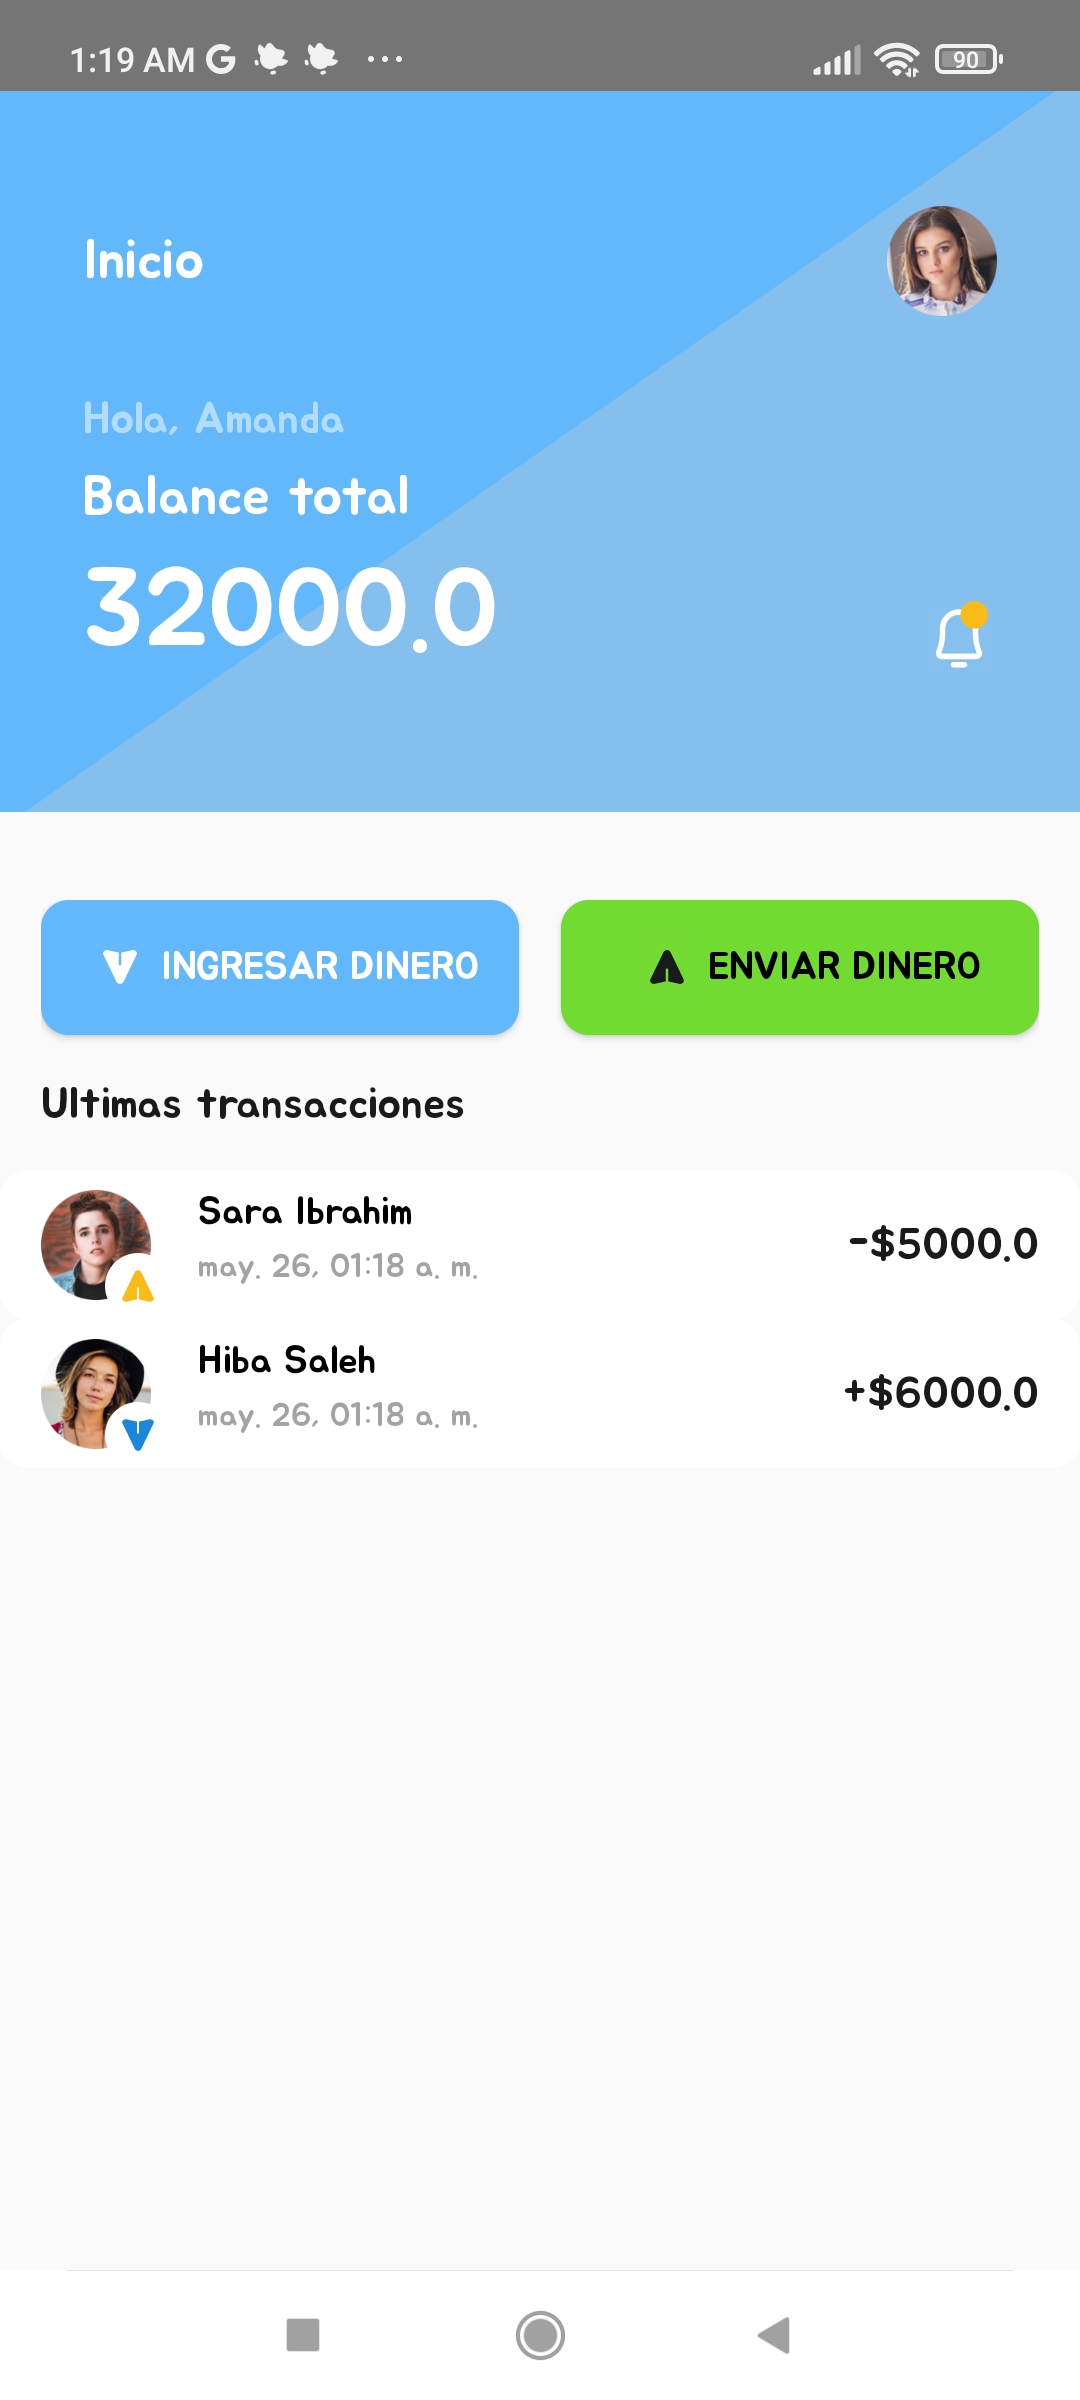 1:19 AM
90
Inicio
Hola, Amanda
Balance total
32000.0
INGRESAR DINERO
ENVIAR DINERO
Ultimas transacciones
Sara Ibrahim
-$5000.0
may. 26, 01:18 a. m.
Hiba Saleh
+$6000.0
may. 26, 01:18 a. m.